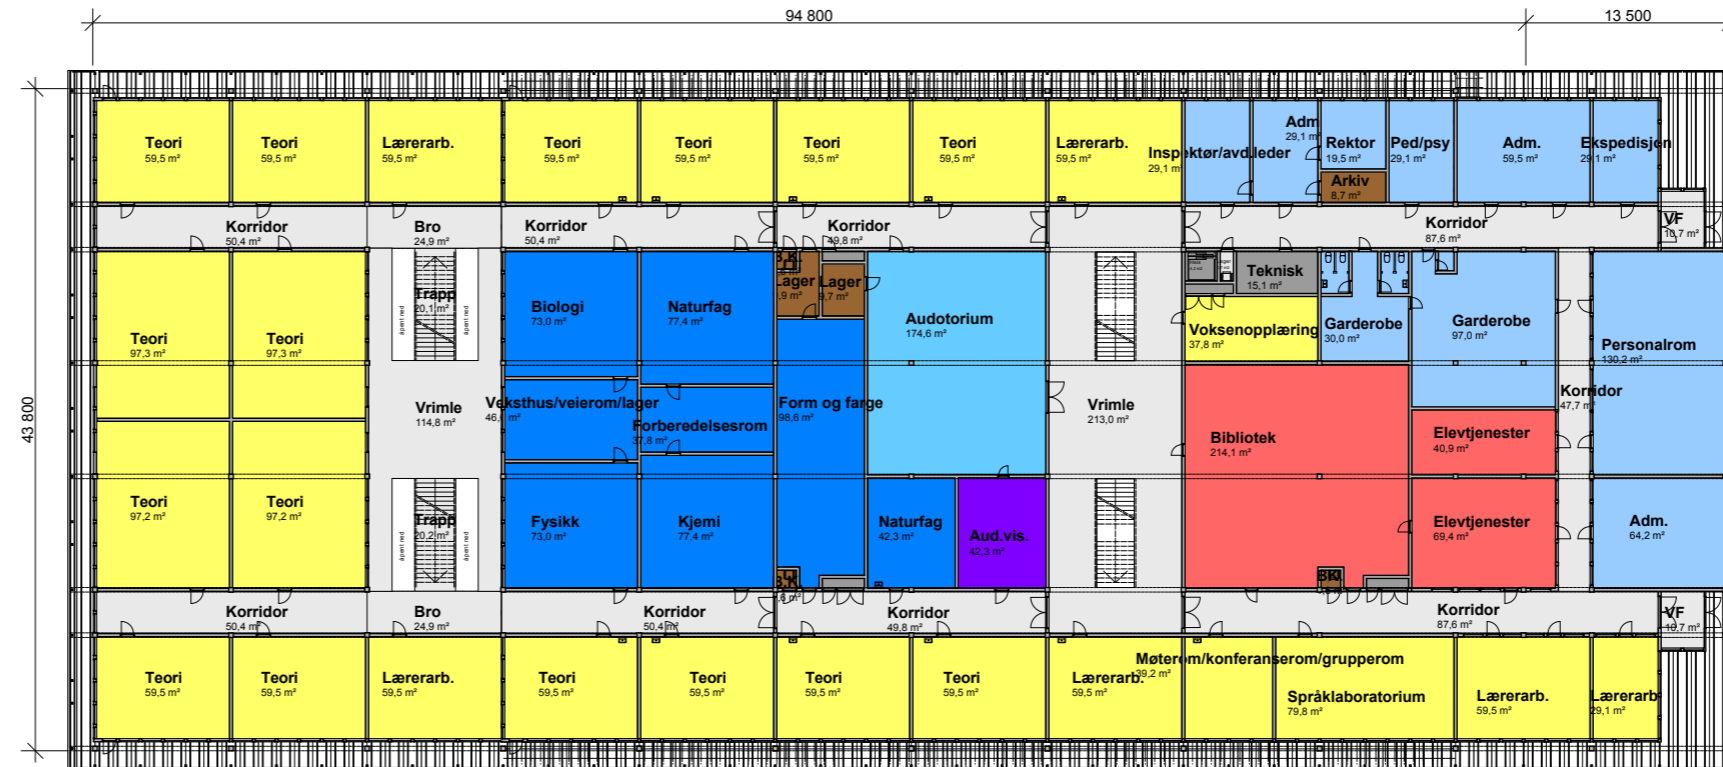 94 800
13 500
43 800
Teori
59,5 m²
Teori
59,5 m²
Lærerarb.
59,5 m²
Teori
59,5 m²
Teori
59,5 m²
Teori
59,5 m²
Teori
59,5 m²
Lærerarb.
59,5 m²
Inspektør/avd.leder
29,1 m²
Adm
29,1 m²
Rektor
19,5 m²
Arkiv
8,7 m²
Ped/psy
29,1 m²
Adm.
59,5 m²
Ekspedisjon
29,1 m²
Korridor
50,4 m²
Bro
24,9 m²
Korridor
50,4 m²
Korridor
49,8 m²
Korridor
87,6 m²
VF
10,7 m²
Teori
97,3 m²
Teori
97,3 m²
Trapp
20,1 m²
åpent ned
åpent ned
Biologi
73,0 m²
Naturfag
77,4 m²
B.K.
Lager
Lager
9,7 m²
Audotorium
174,6 m²
Teknisk
15,1 m²
Voksenopplæring
37,8 m²
Garderobe
30,0 m²
Garderobe
97,0 m²
Personalrom
130,2 m²
Vrimle
114,8 m²
Veksthus/veierom/lager
Forberedelsesrom
37,8 m²
Form og farge
98,6 m²
Vrimle
213,0 m²
Bibliotek
214,1 m²
Elevtjenester
40,9 m²
Korridor
47,7 m²
Teori
97,2 m²
Teori
97,2 m²
Trapp
20,2 m²
åpent ned
åpent ned
Fysikk
73,0 m²
Kjemi
77,4 m²
Naturfag
42,3 m²
Aud.vis.
42,3 m²
Elevtjenester
69,4 m²
Adm.
64,2 m²
B.K.
Korridor
50,4 m²
Bro
24,9 m²
Korridor
50,4 m²
Korridor
49,8 m²
Korridor
87,6 m²
VF
10,7 m²
Teori
59,5 m²
Teori
59,5 m²
Lærerarb.
59,5 m²
Teori
59,5 m²
Teori
59,5 m²
Teori
59,5 m²
Teori
59,5 m²
Lærerarb.
59,5 m²
Møterom/konferanserom/grupperom
39,2 m²
Språklaboratorium
79,8 m²
Lærerarb.
59,5 m²
Lærerarb
29,1 m²